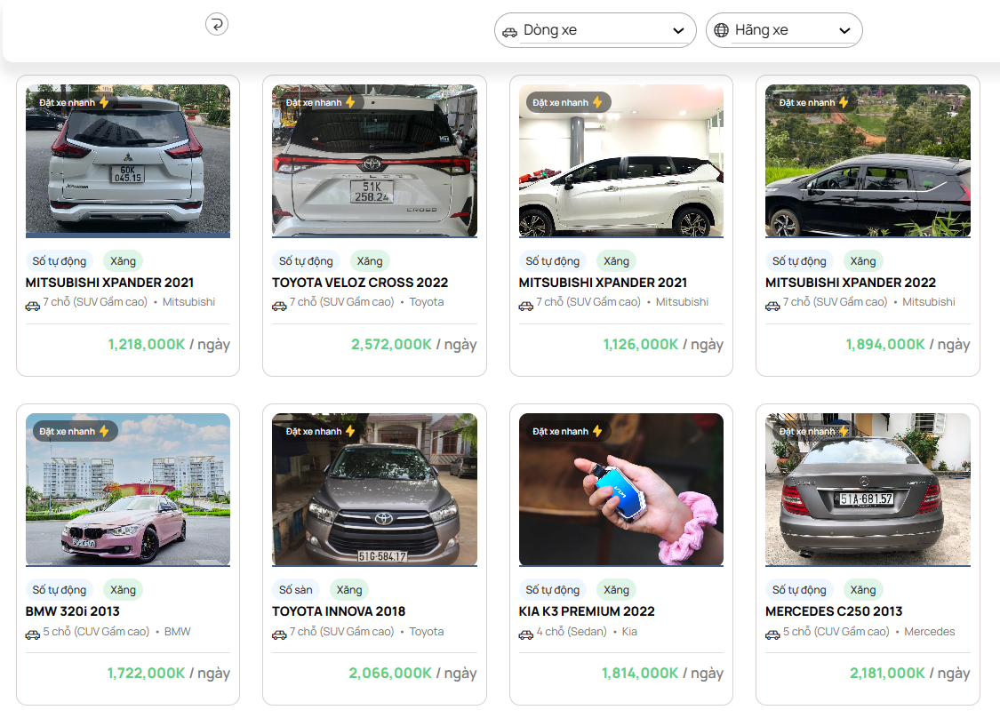 Dòng xe
Hãng xe
Đặt xe nhanh
60K
045.15
XPANDER
Số tự động Xăng
MITSUBISHI XPANDER 2021
7 chỗ (SUV Gầm cao) • Mitsubishi
1,218,000K / ngày
Đặt xe nhanh
51K
258.24
CROSS
Số tự động Xăng
TOYOTA VELOZ CROSS 2022
7 chỗ (SUV Gầm cao) • Toyota
2,572,000K / ngày
Đặt xe nhanh
Số tự động Xăng
MITSUBISHI XPANDER 2021
7 chỗ (SUV Gầm cao) • Mitsubishi
1,126,000K / ngày
Đặt xe nhanh
Số tự động Xăng
MITSUBISHI XPANDER 2022
7 chỗ (SUV Gầm cao) • Mitsubishi
1,894,000K / ngày
Đặt xe nhanh
Số tự động Xăng
BMW 320i 2013
5 chỗ (CUV Gầm cao) • BMW
1,722,000K / ngày
Đặt xe nhanh
51G-584.17
Số sàn Xăng
TOYOTA INNOVA 2018
7 chỗ (SUV Gầm cao) • Toyota
2,066,000K / ngày
Đặt xe nhanh
Số tự động Xăng
KIA K3 PREMIUM 2022
4 chỗ (Sedan) • Kia
1,814,000K / ngày
Đặt xe nhanh
51A-681.57
Số tự động Xăng
MERCEDES C250 2013
5 chỗ (CUV Gầm cao) • Mercedes
2,181,000K / ngày